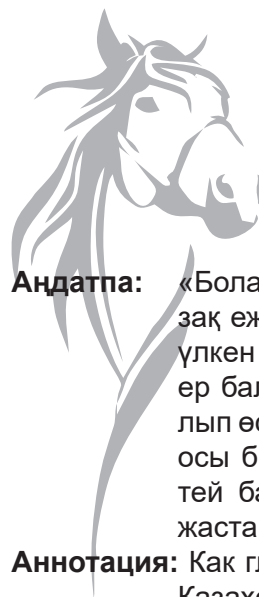 Аңдатпа: «Бола
зақ еж
үлкен
ер бал
лып өс
осы б
тей ба
жаста
Аннотация: Как гл
Казахс